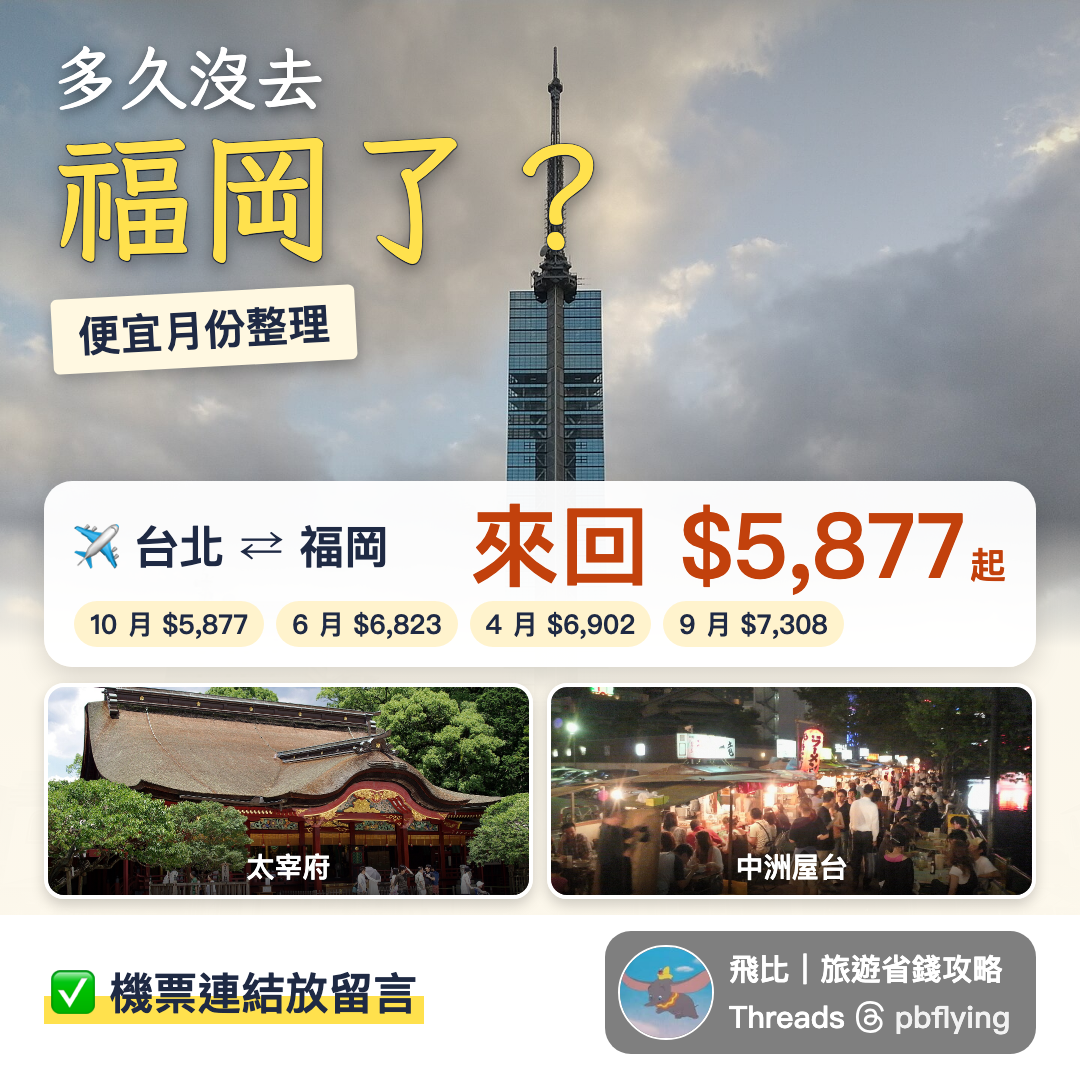 多久沒去
福岡了？
便宜月份整理
台北 ⇄ 福岡
來回 $5,877起
10 月 $5,877 6 月 $6,823 4 月 $6,902 9 月 $7,308
太宰府
中洲屋台
機票連結放留言
飛比｜旅遊省錢攻略
Threads pbflying